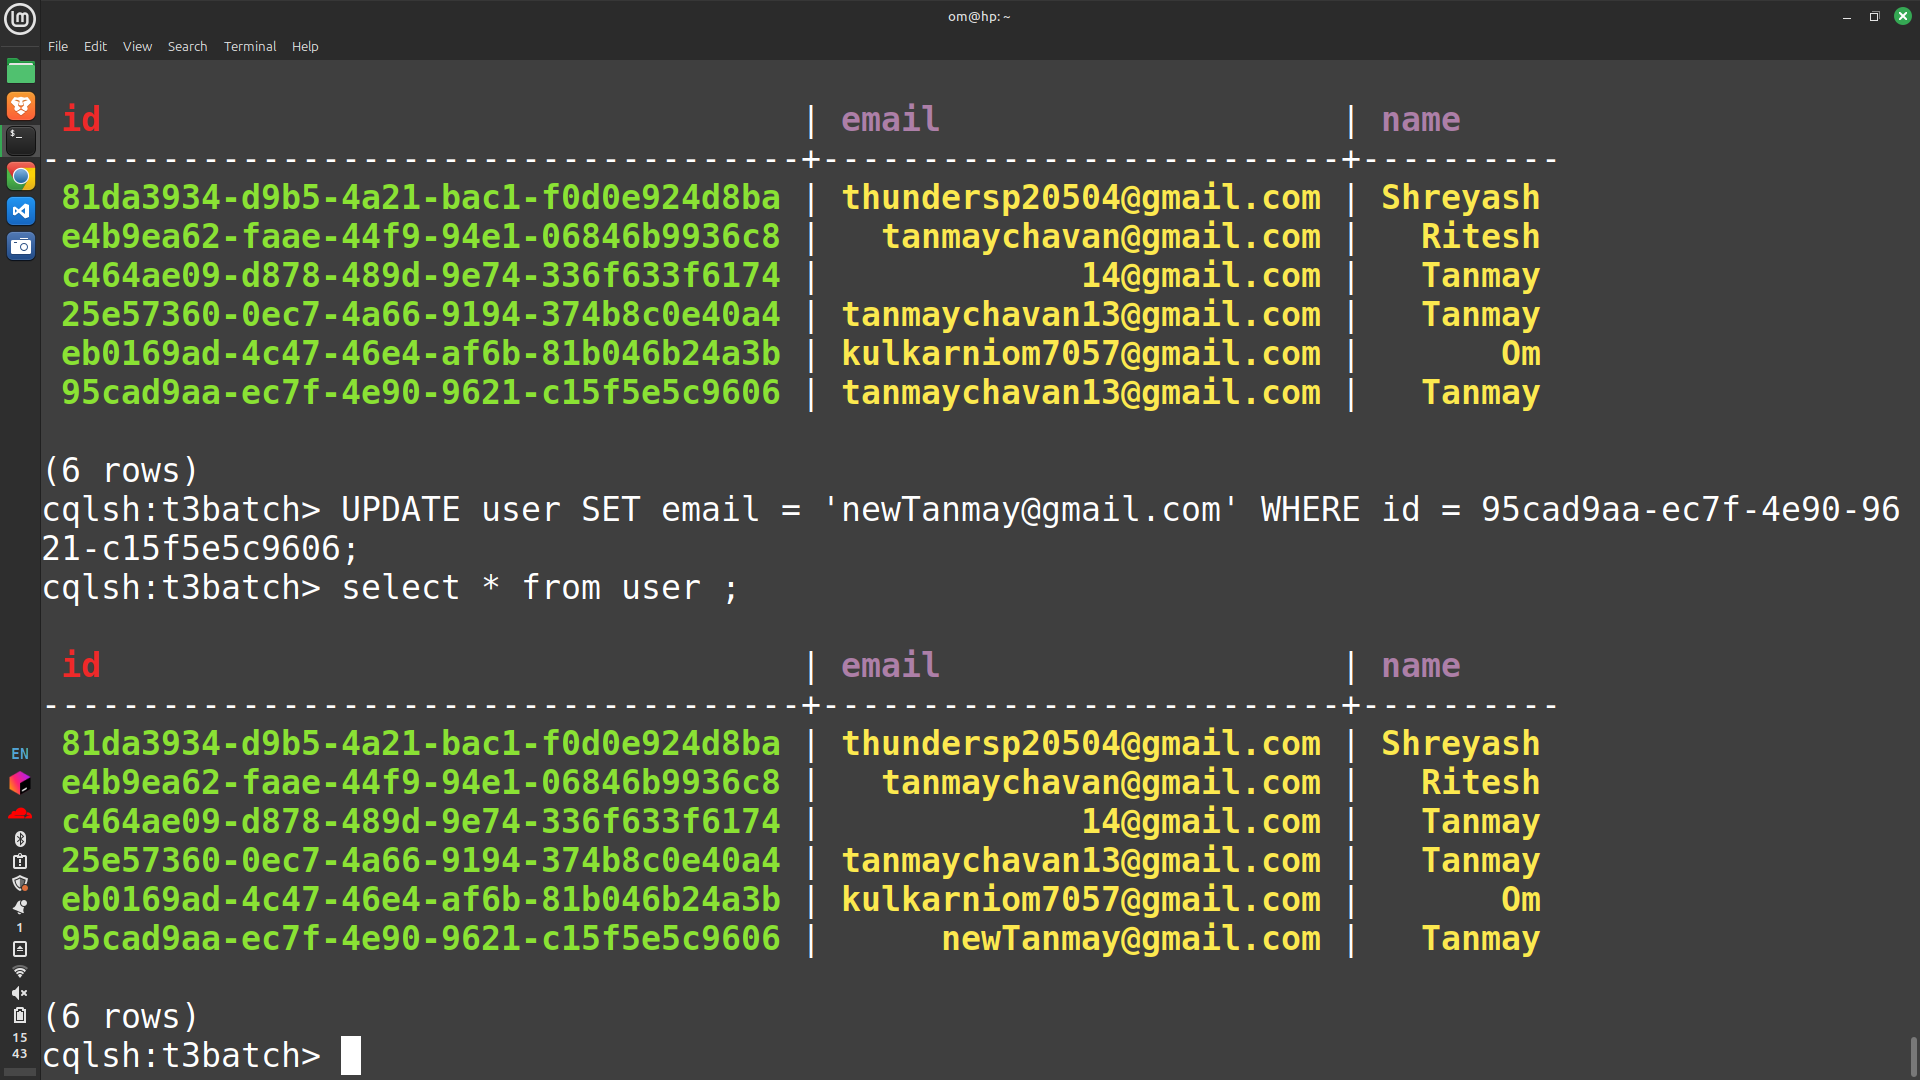 om@hp:~
File Edit View Search Terminal Help
id | email | name
--------------------------------------+--------------------------+----------
81da3934-d9b5-4a21-bac1-f0d0e924d8ba | thundersp20504@gmail.com | Shreyash
e4b9ea62-faae-44f9-94e1-06846b9936c8 | tanmaychavan@gmail.com | Ritesh
c464ae09-d878-489d-9e74-336f633f6174 | 14@gmail.com | Tanmay
25e57360-0ec7-4a66-9194-374b8c0e40a4 | tanmaychavan13@gmail.com | Tanmay
eb0169ad-4c47-46e4-af6b-81b046b24a3b | kulkarniom7057@gmail.com | Om
95cad9aa-ec7f-4e90-9621-c15f5e5c9606 | tanmaychavan13@gmail.com | Tanmay
(6 rows)
cqlsh:t3batch> UPDATE user SET email = 'newTanmay@gmail.com' WHERE id = 95cad9aa-ec7f-4e90-96
21-c15f5e5c9606;
cqlsh:t3batch> select * from user ;
id | email | name
--------------------------------------+--------------------------+----------
81da3934-d9b5-4a21-bac1-f0d0e924d8ba | thundersp20504@gmail.com | Shreyash
e4b9ea62-faae-44f9-94e1-06846b9936c8 | tanmaychavan@gmail.com | Ritesh
c464ae09-d878-489d-9e74-336f633f6174 | 14@gmail.com | Tanmay
25e57360-0ec7-4a66-9194-374b8c0e40a4 | tanmaychavan13@gmail.com | Tanmay
eb0169ad-4c47-46e4-af6b-81b046b24a3b | kulkarniom7057@gmail.com | Om
95cad9aa-ec7f-4e90-9621-c15f5e5c9606 | newTanmay@gmail.com | Tanmay
(6 rows)
cqlsh:t3batch>
EN
1
15
43